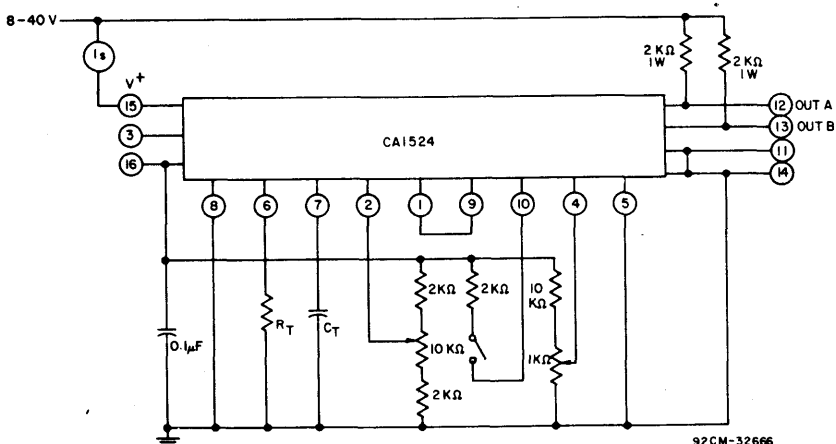 8-40 V
Is
V+
2 KΩ
1W
2 KΩ
1W
15
12 OUT A
3
CA1524
13 OUT B
16
11
14
8
6
7
2
1
9
10
4
5
2KΩ
2KΩ
10
KΩ
0.1μF
RT
CT
10 KΩ
1KΩ
2KΩ
92CM-32666